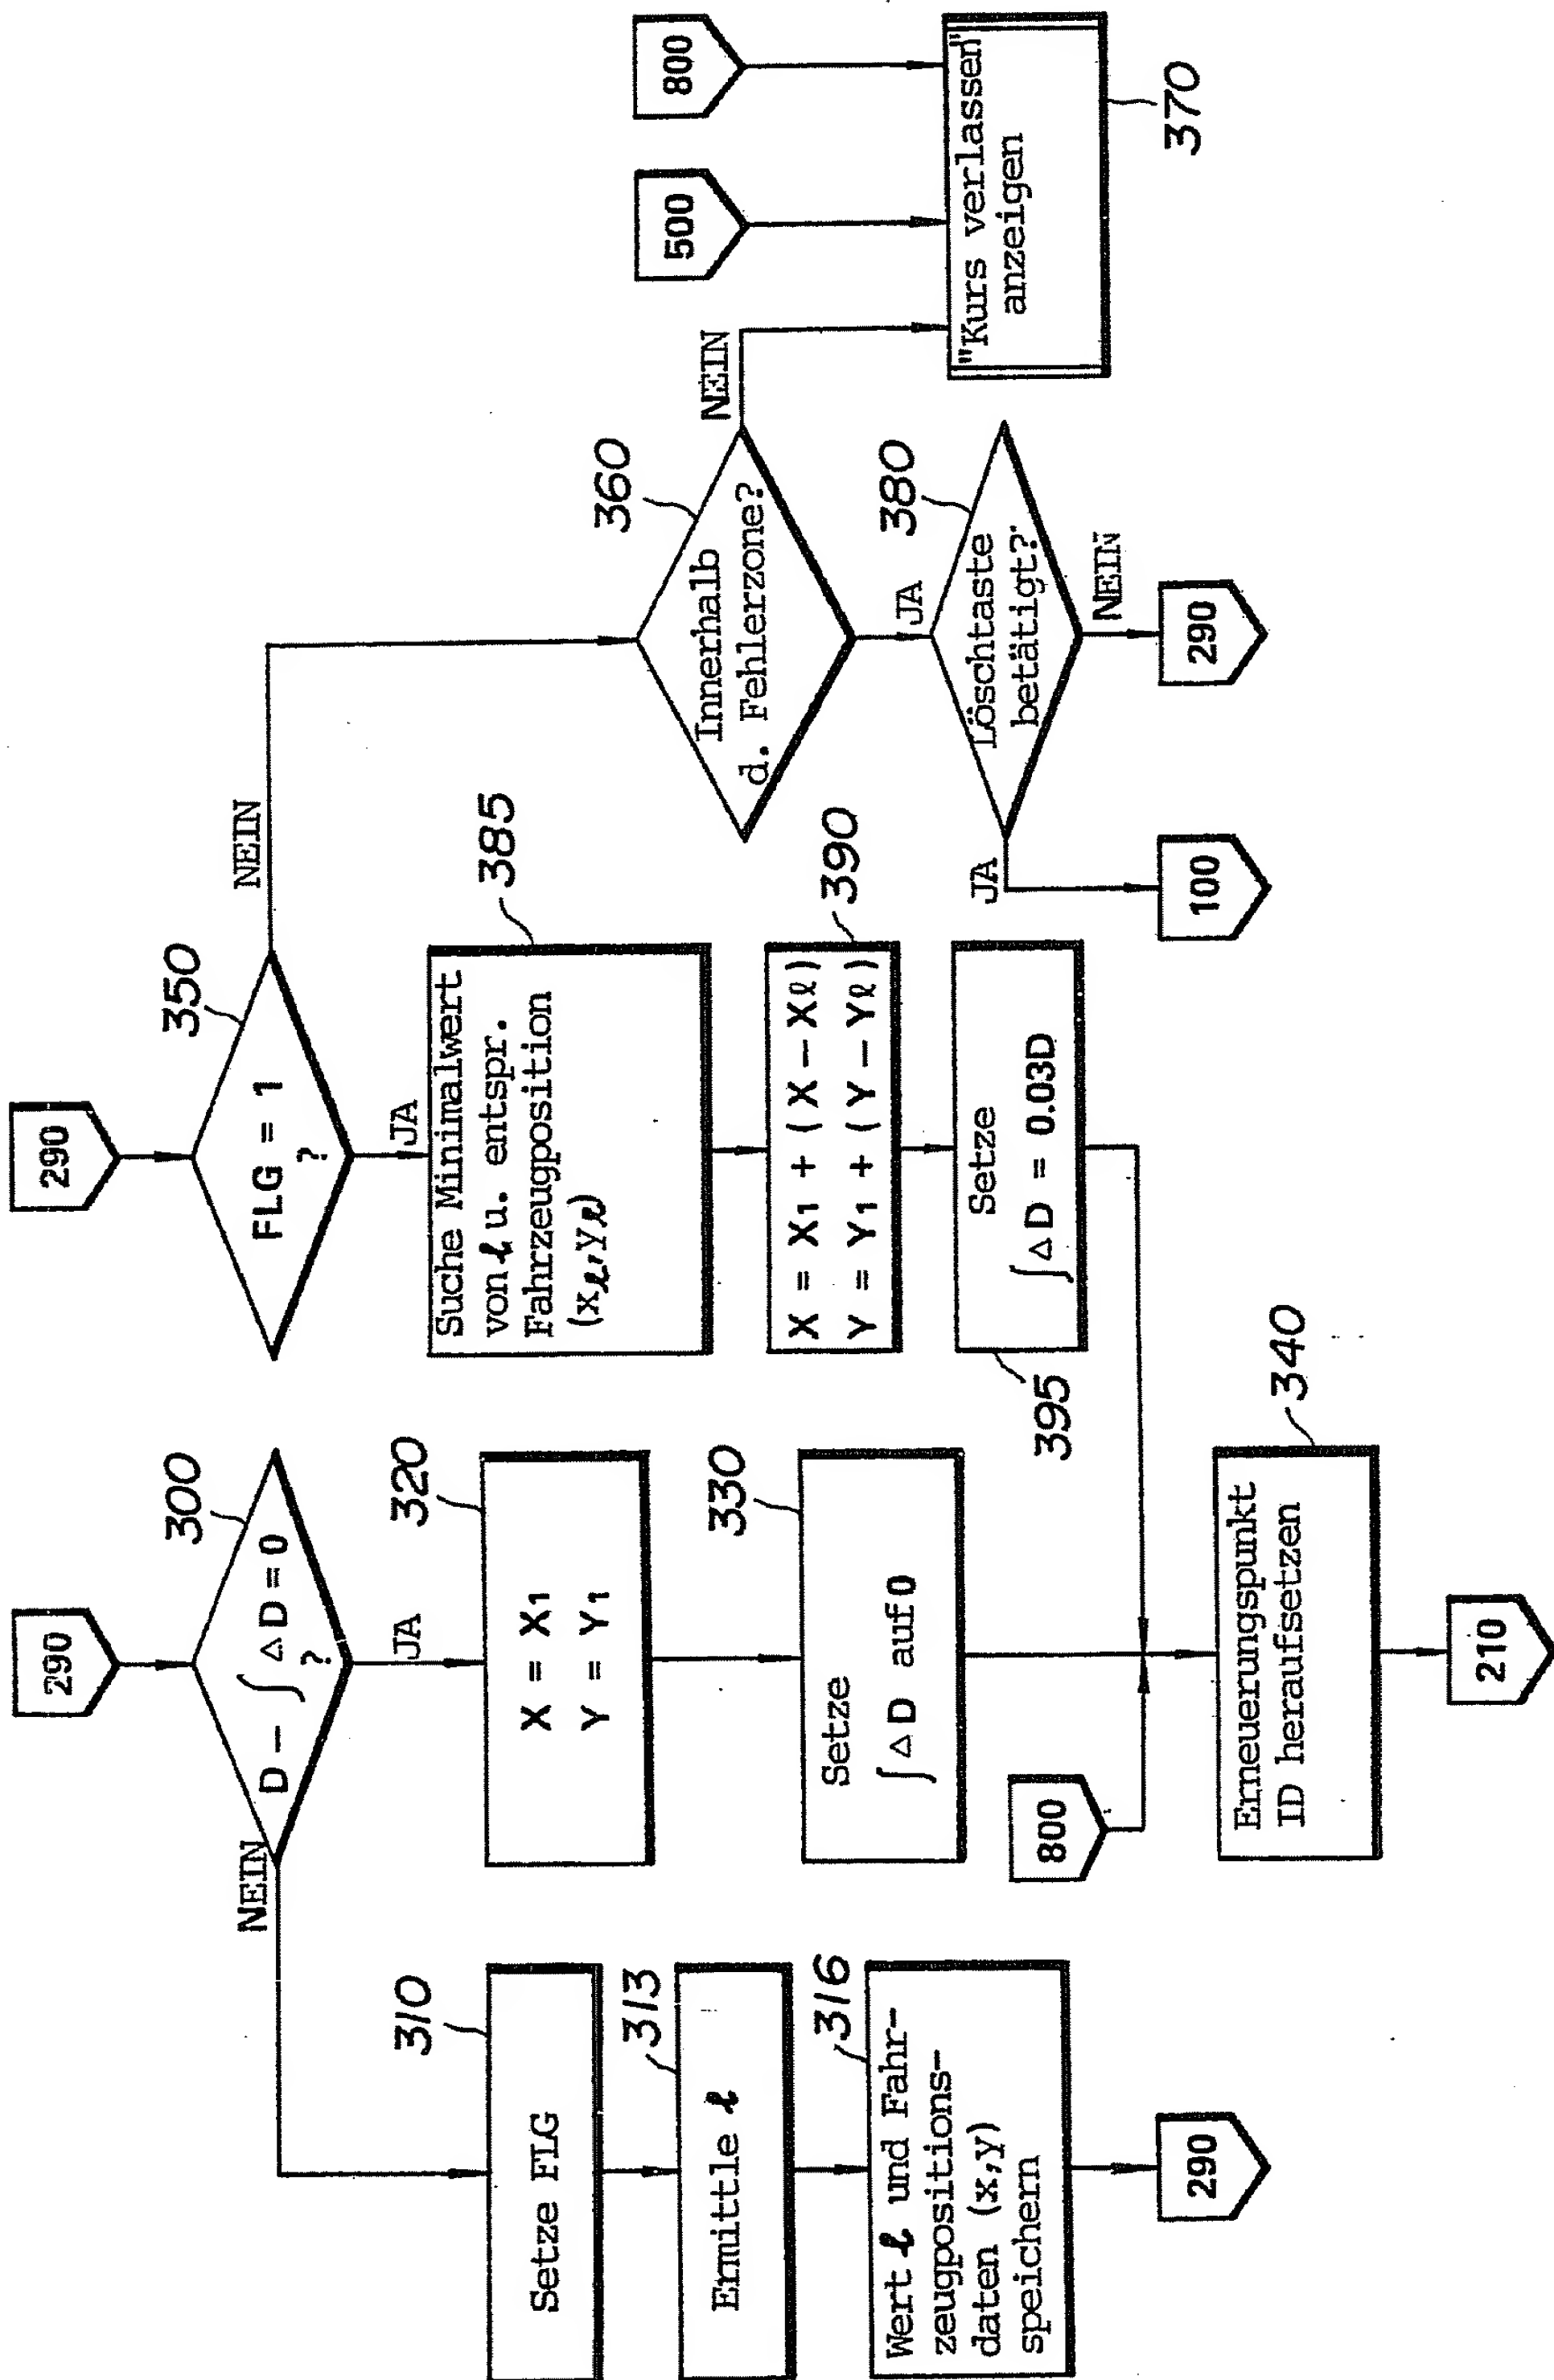 290
300
D − ∫ΔD = 0
?
NEIN
JA
310
Setze FLG
313
Ermittle ℓ
316
Wert ℓ und Fahr-
zeugpositions-
daten (x,y)
speichern
290
320
X = X1
Y = Y1
330
Setze
∫ΔD auf 0
800
340
Erneuerungspunkt
ID heraufsetzen
210
290
350
FLG = 1
?
NEIN
JA
385
Suche Minimalwert
von ℓ u. entspr.
Fahrzeugposition
(xℓ,yℓ)
390
X = X1 + (X − Xℓ)
Y = Y1 + (Y − Yℓ)
395
Setze
∫ΔD = 0.03D
360
Innerhalb
d. Fehlerzone?
NEIN
JA
380
Löschtaste
betätigt?
JA
NEIN
100
290
500
800
"Kurs verlassen"
anzeigen
370